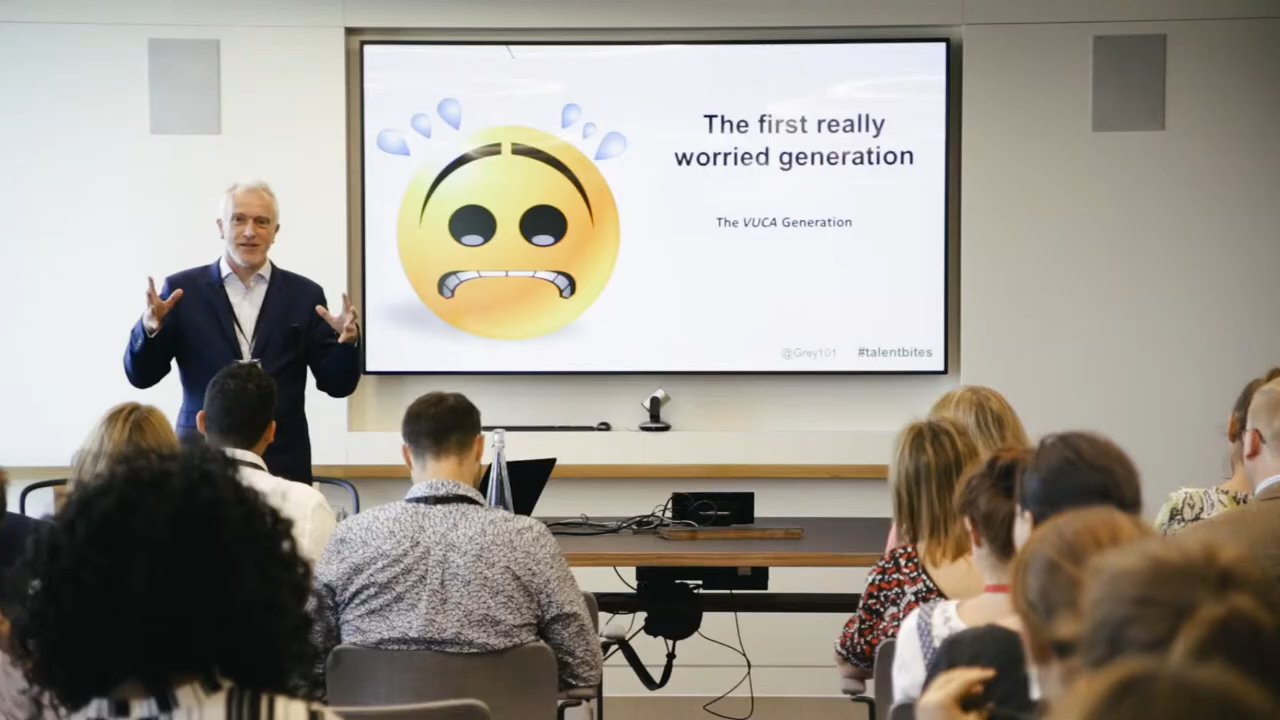 The first really
worried generation
The VUCA Generation
@Grey101 #talentbites